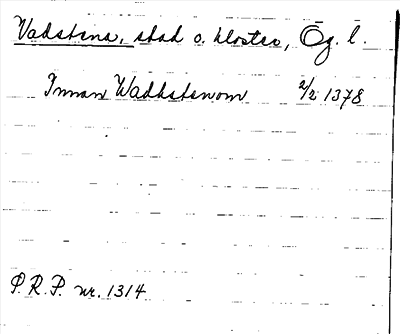 Vadstena, stad o. kloster, Ög. l.
Innan Wadhstenom 2/2 1378
P.R.P. nr. 1314